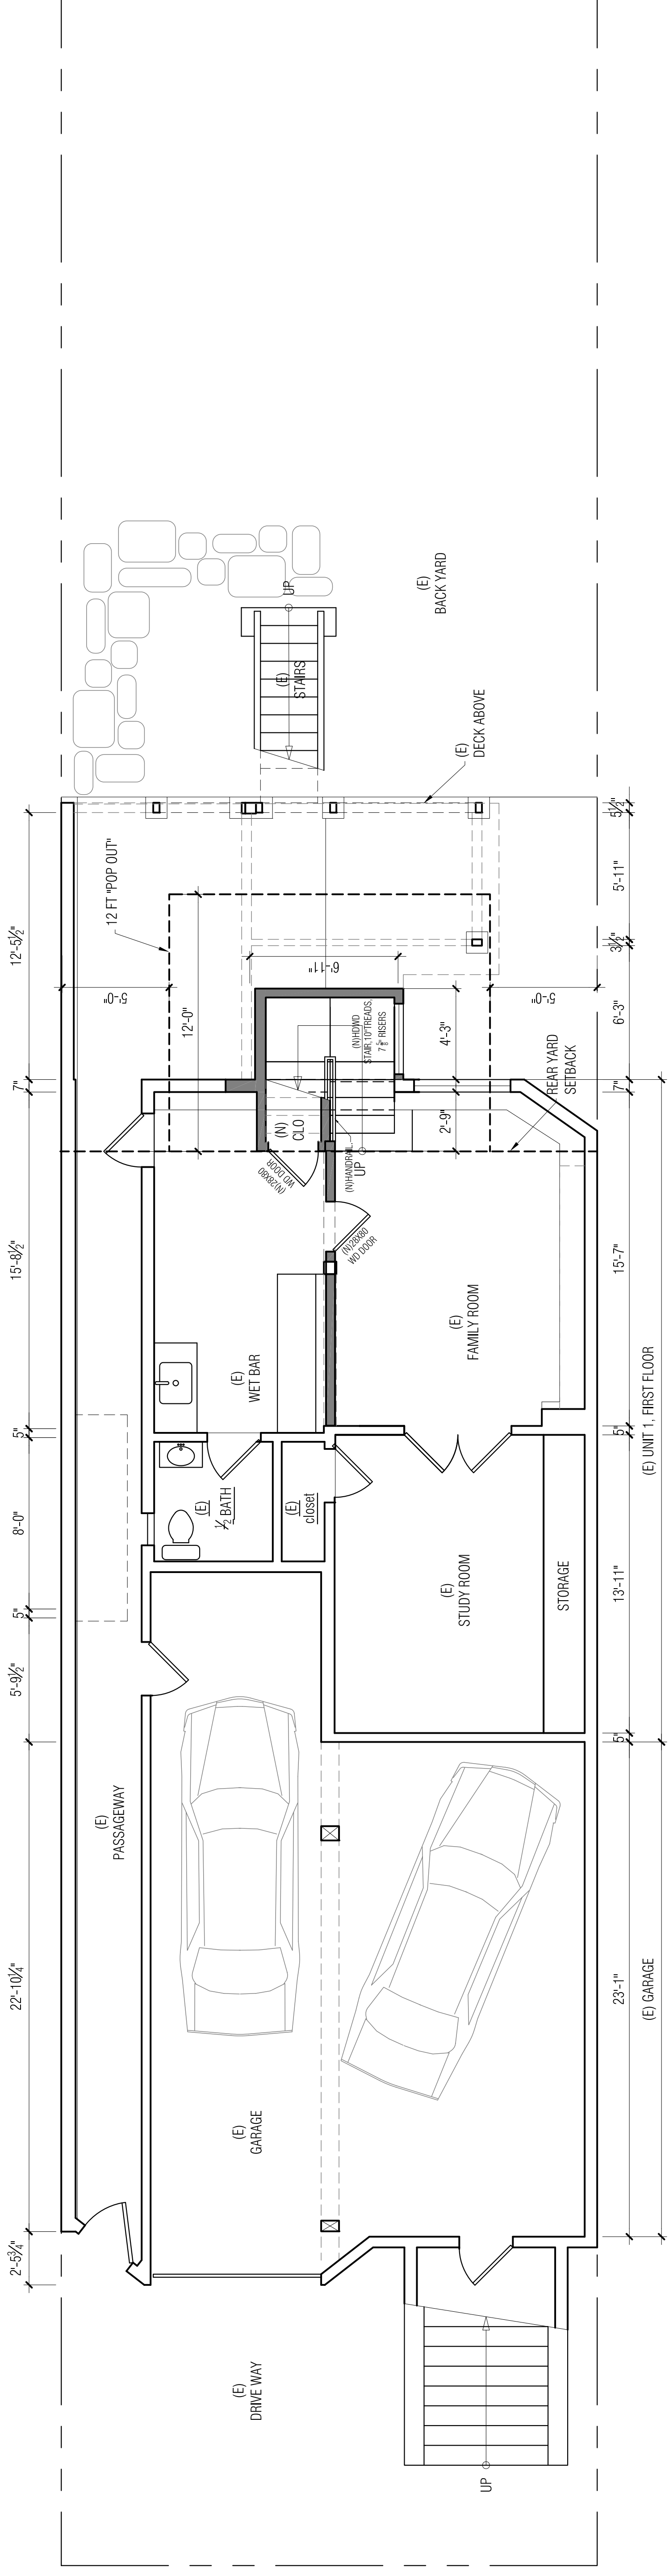 (E)
BACK YARD
UP
(E)
STAIRS
(E)
DECK ABOVE
12 FT "POP OUT"
12'-5½"
5½"
5'-11"
3½"
6'-3"
5'-0"
12'-0"
6'-11"
5'-0"
(N)HDWD
STAIR,10"TREADS,
7 ⅝" RISERS
4'-3"
REAR YARD
SETBACK
7"
7"
(N)
CLO
2'-9"
(N)28X80
WD DOOR
(N)HANDRAIL
UP
(N)28X80
WD DOOR
15'-8½"
15'-7"
(E)
WET BAR
(E)
FAMILY ROOM
(E) UNIT 1, FIRST FLOOR
5"
5"
8'-0"
(E)
½ BATH
(E)
closet
(E)
STUDY ROOM
STORAGE
13'-11"
5"
5'-9½"
5"
(E)
PASSAGEWAY
22'-10¼"
23'-1"
(E) GARAGE
(E)
GARAGE
2'-5¾"
(E)
DRIVE WAY
UP